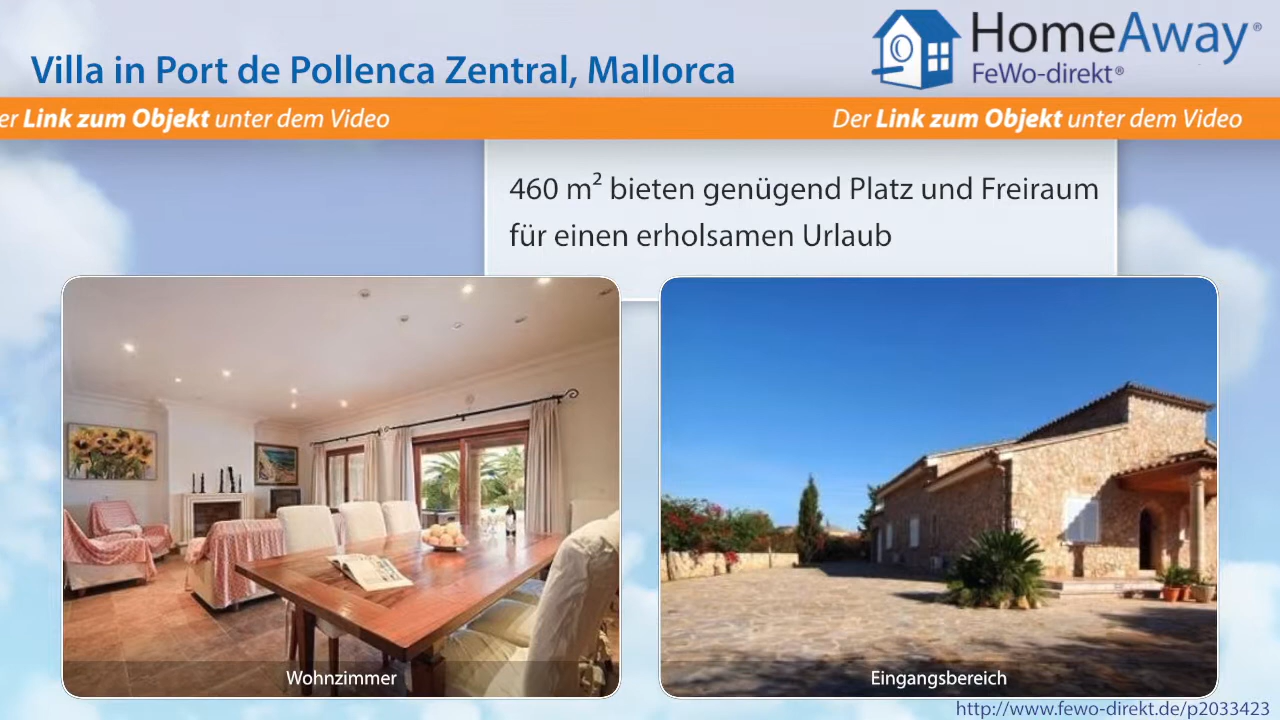 Villa in Port de Pollenca Zentral, Mallorca
HomeAway®
FeWo-direkt®
er Link zum Objekt unter dem Video
Der Link zum Objekt unter dem Video
460 m² bieten genügend Platz und Freiraum
für einen erholsamen Urlaub
Wohnzimmer
Eingangsbereich
http://www.fewo-direkt.de/p2033423